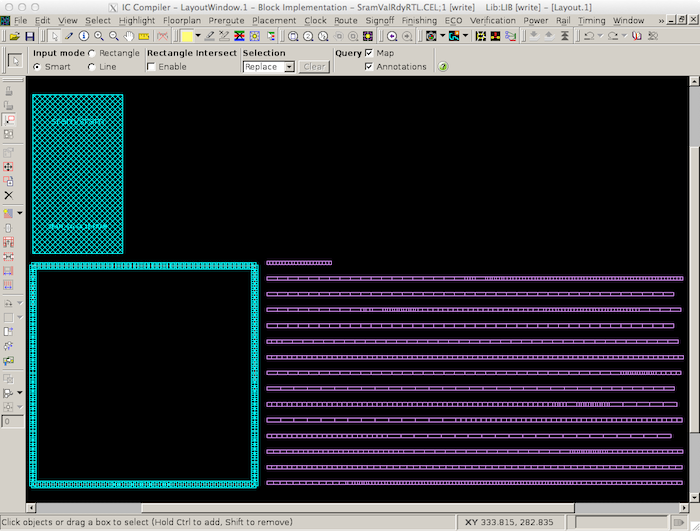 IC Compiler – LayoutWindow.1 – Block Implementation – SramValRdyRTL.CEL;1 [write]    Lib:LIB [write] – [Layout.1]
File View Select Highlight Floorplan Preroute Placement Clock Route Signoff Finishing ECO Verification Power Rail Timing Window
Input mode Rectangle Rectangle Intersect Selection Query Map
Smart Line Enable Replace Clear Annotations
0
Click objects or drag a box to select (Hold Ctrl to add, Shift to remove) XY 333.815, 282.835